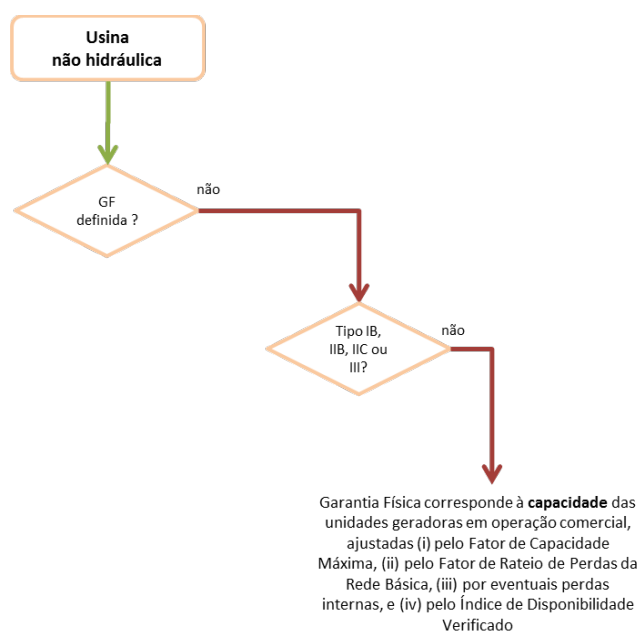 Usina
não hidráulica
GF
definida ?
não
Tipo IB,
IIB, IIC ou
III?
não
Garantia Física corresponde à capacidade das
unidades geradoras em operação comercial,
ajustadas (i) pelo Fator de Capacidade
Máxima, (ii) pelo Fator de Rateio de Perdas da
Rede Básica, (iii) por eventuais perdas
internas, e (iv) pelo Índice de Disponibilidade
Verificado